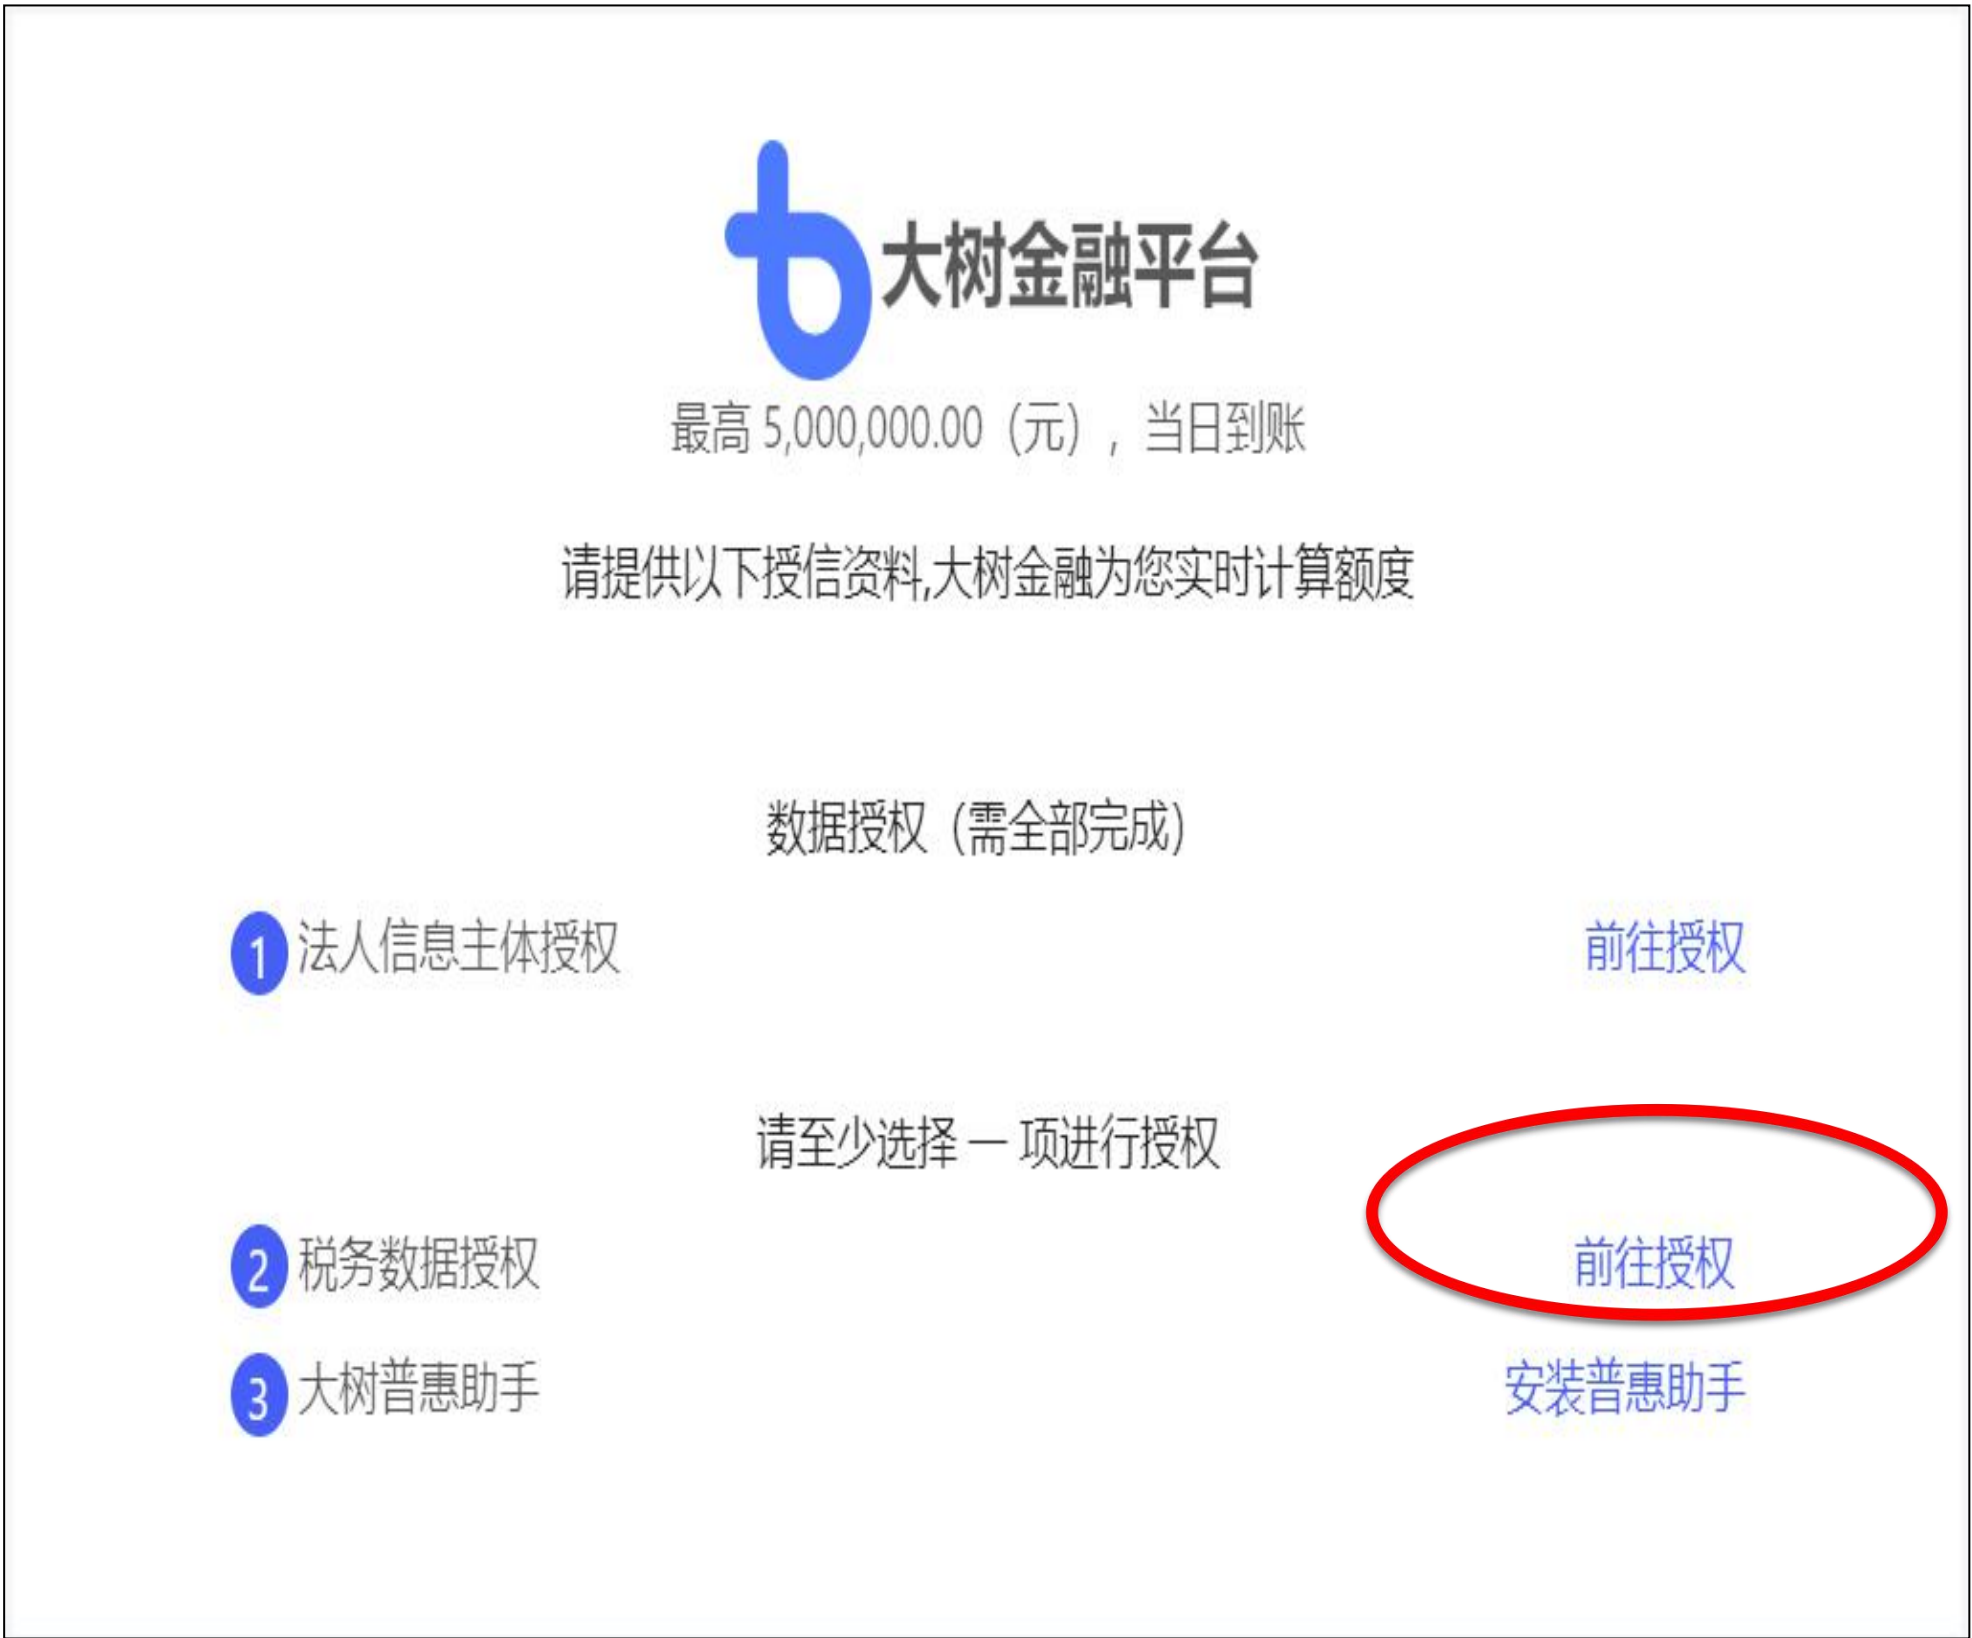 大树金融平台
最高 5,000,000.00（元），当日到账
请提供以下授信资料,大树金融为您实时计算额度
数据授权（需全部完成）
1 法人信息主体授权 前往授权
请至少选择 一 项进行授权
2 税务数据授权 前往授权
3 大树普惠助手 安装普惠助手